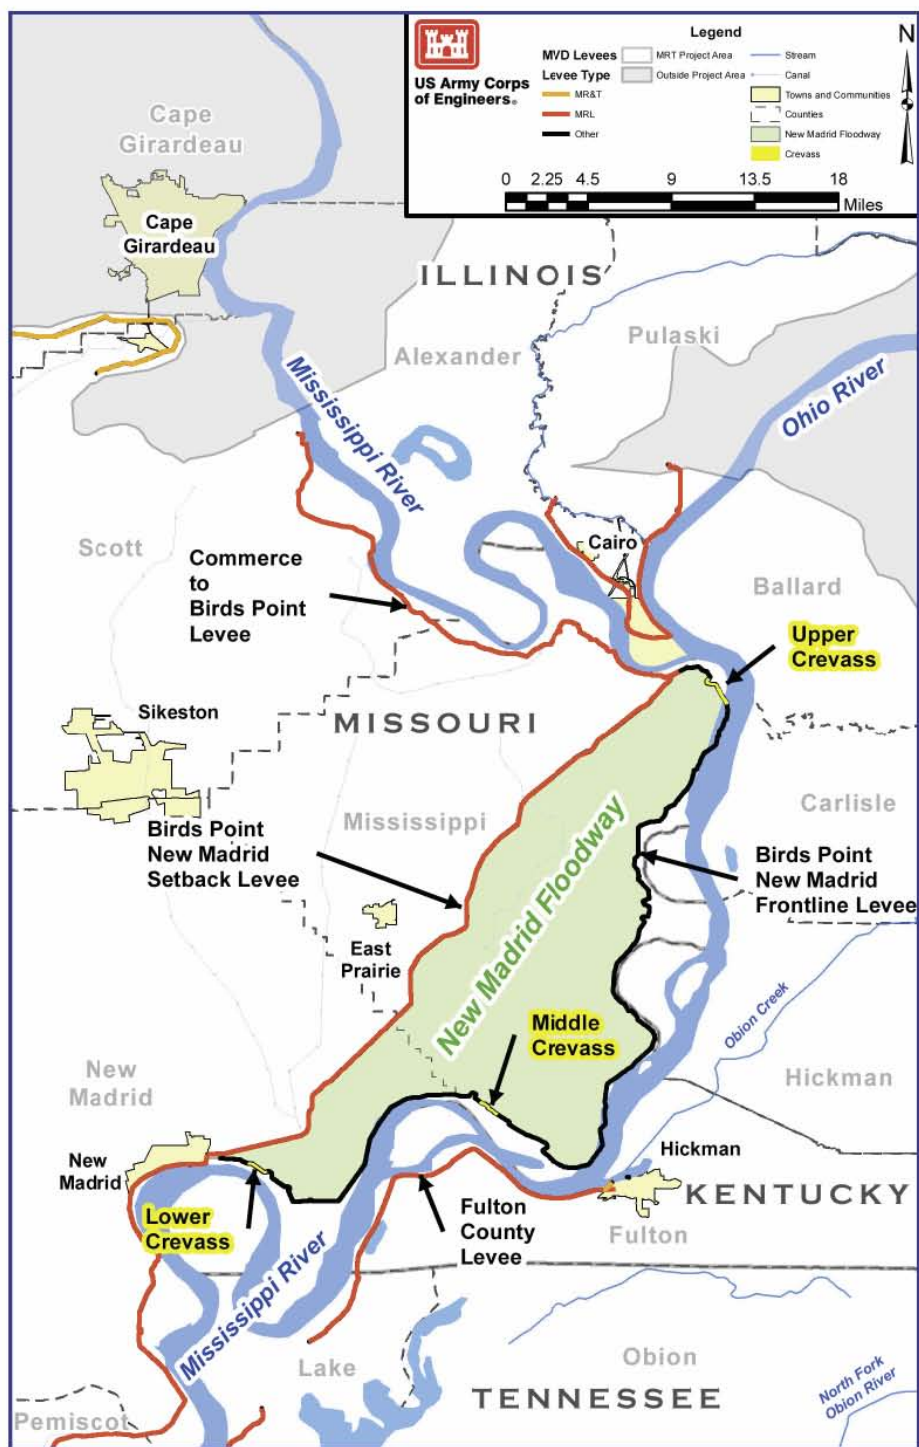 US Army Corps
of Engineers®
Legend
MVD Levees
Levee Type
MR&T
MRL
Other
MRT Project Area
Outside Project Area
Stream
Canal
Towns and Communities
Counties
New Madrid Floodway
Crevass
N
0 2.25 4.5 9 13.5 18
Miles
Cape
Girardeau
Cape
Girardeau
ILLINOIS
Pulaski
Alexander
Mississippi River
Ohio River
Scott
Cairo
Commerce
to
Birds Point
Levee
Ballard
Upper
Crevass
Sikeston
MISSOURI
Mississippi
Carlisle
Birds Point
New Madrid
Setback Levee
New Madrid Floodway
Birds Point
New Madrid
Frontline Levee
East
Prairie
Middle
Crevass
Obion Creek
New
Madrid
Hickman
New
Madrid
Hickman
KENTUCKY
Lower
Crevass
Fulton
County
Levee
Fulton
Mississippi River
Lake
Obion
TENNESSEE
North Fork
Obion River
Pemiscot